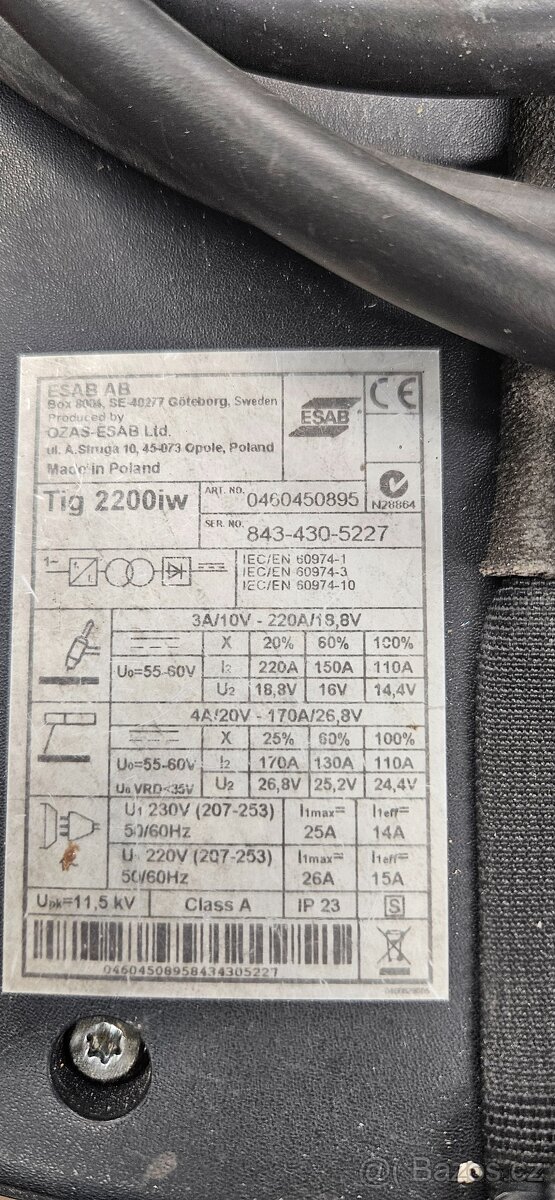 ESAB AB
Box 8004, SE-40277 Göteborg, Sweden
Produced by
OZAS-ESAB Ltd.
ul. A.Struga 10, 45-073 Opole, Poland
Made in Poland
ESAB
CE
N28864
Tig 2200iw
ART. NO. 0460450895
SER. NO. 843-430-5227
1~
IEC/EN 60974-1
IEC/EN 60974-3
IEC/EN 60974-10
3A/10V - 220A/18,8V
X 20% 60% 100%
U₀=55-60V
I₂ 220A 150A 110A
U₂ 18,8V 16V 14,4V
4A/20V - 170A/26,8V
X 25% 60% 100%
U₀=55-60V
I₂ 170A 130A 110A
U₀ VRD<35V
U₂ 26,8V 25,2V 24,4V
U₁ 230V (207-253)
50/60Hz
I1max=
25A
I1eff=
14A
U₁ 220V (207-253)
50/60Hz
I1max=
26A
I1eff=
15A
Upk=11,5 kV
Class A
IP 23
S
04604508958434305227
Bazos.cz